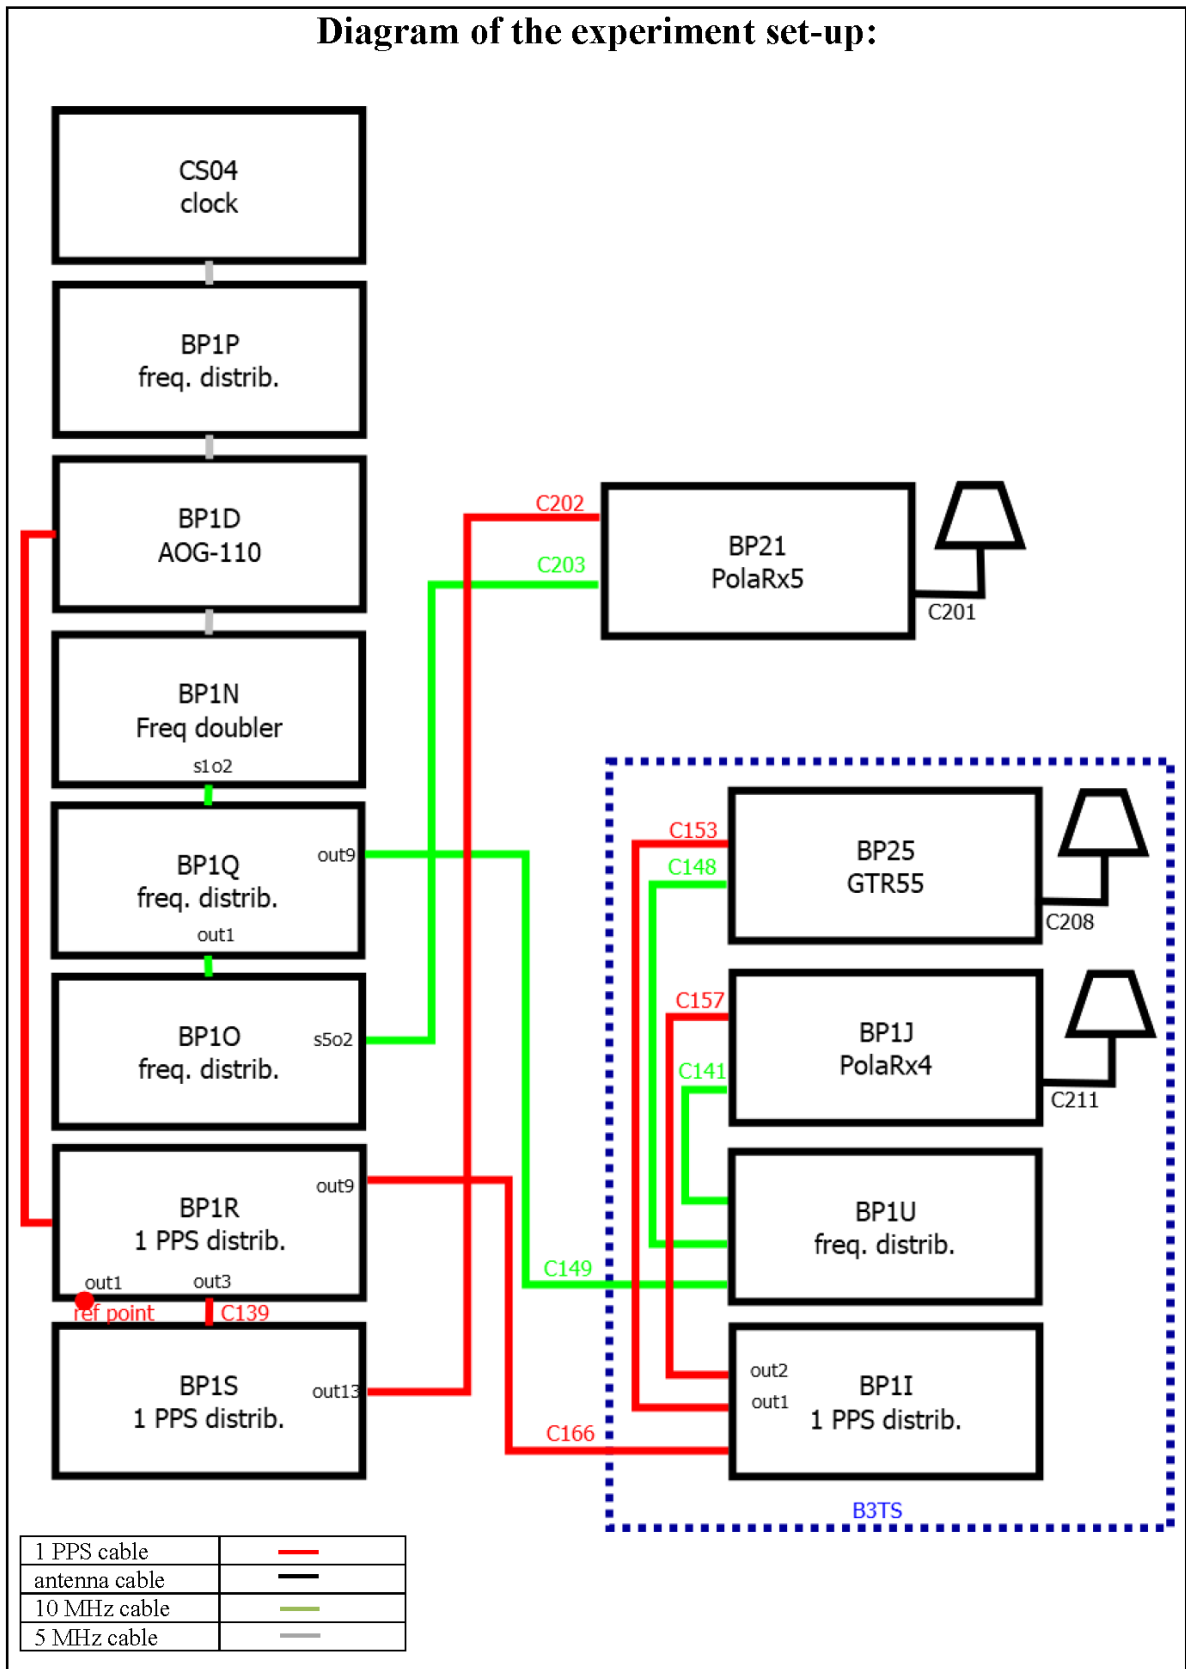 Diagram of the experiment set-up:
CS04
clock
BP1P
freq. distrib.
BP1D
AOG-110
BP1N
Freq doubler
s1o2
BP1Q
freq. distrib.
out9
out1
BP1O
freq. distrib.
s5o2
BP1R
1 PPS distrib.
out9
out1
out3
ref point
C139
BP1S
1 PPS distrib.
out13
C202
C203
BP21
PolaRx5
C201
C153
C148
BP25
GTR55
C208
C157
C141
BP1J
PolaRx4
C211
BP1U
freq. distrib.
C149
out2
out1
BP1I
1 PPS distrib.
C166
B3TS
1 PPS cable
antenna cable
10 MHz cable
5 MHz cable